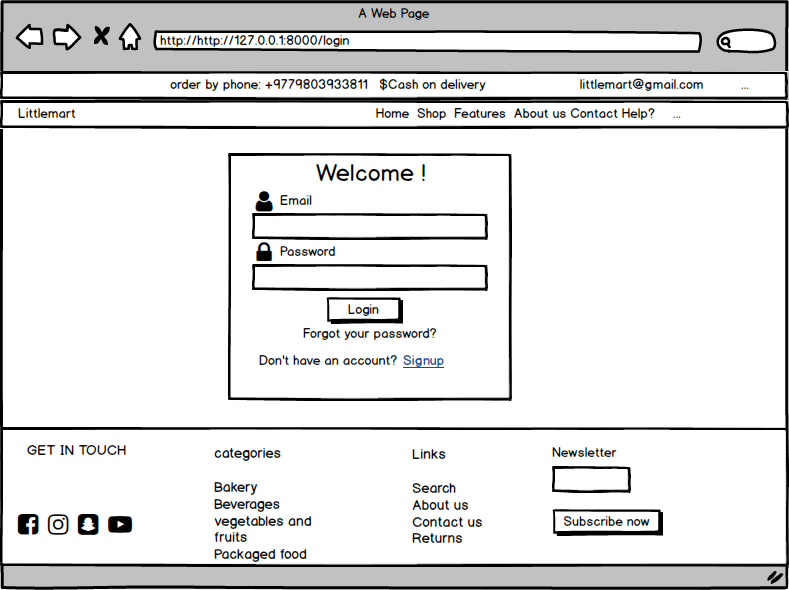 A Web Page
http://http://127.0.0.1:8000/login
order by phone: +9779803933811 $Cash on delivery littlemart@gmail.com ...
Littlemart Home Shop Features About us Contact Help? ...
Welcome !
Email
Password
Login
Forgot your password?
Don't have an account? Signup
GET IN TOUCH
categories
Bakery
Beverages
vegetables and
fruits
Packaged food
Links
Search
About us
Contact us
Returns
Newsletter
Subscribe now